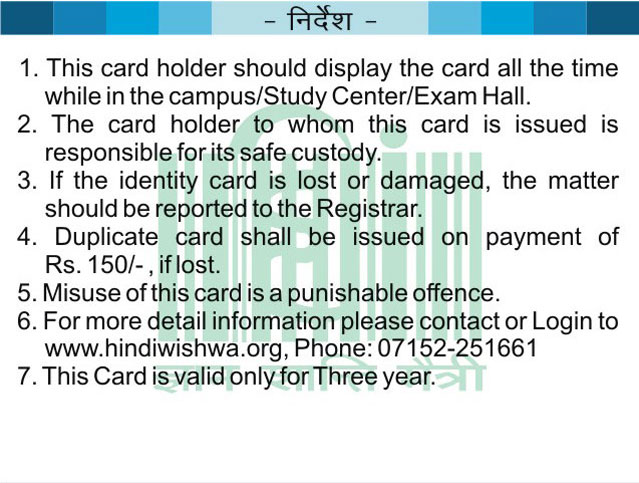 - निर्देश -
1. This card holder should display the card all the time
while in the campus/Study Center/Exam Hall.
2. The card holder to whom this card is issued is
responsible for its safe custody.
3. If the identity card is lost or damaged, the matter
should be reported to the Registrar.
4. Duplicate card shall be issued on payment of
Rs. 150/- , if lost.
5. Misuse of this card is a punishable offence.
6. For more detail information please contact or Login to
www.hindiwishwa.org, Phone: 07152-251661
7. This Card is valid only for Three year.
ज्ञान शान्ति मैत्री